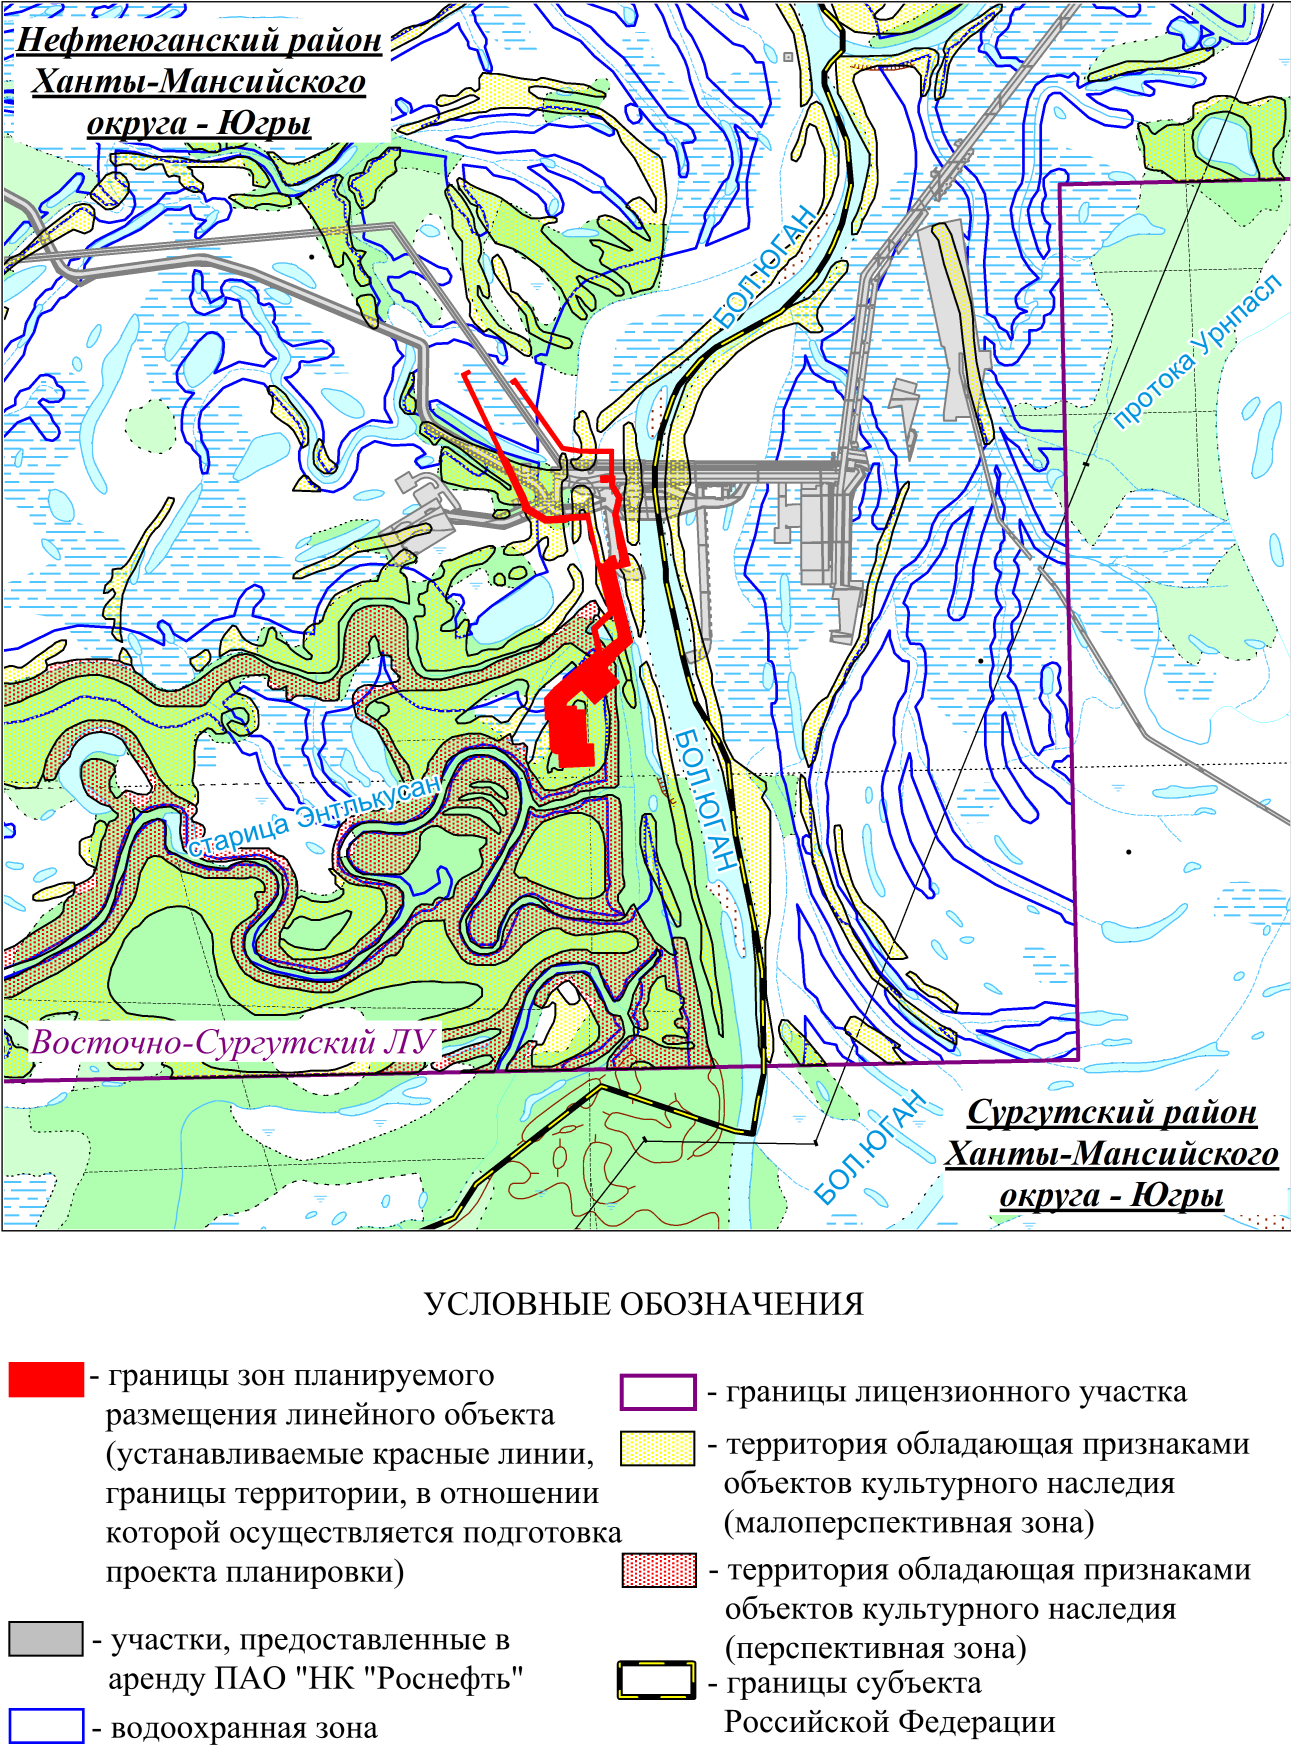 Нефтеюганский район
Ханты-Мансийского
округа - Югры
БОЛ.ЮГАН
протока Урнпасл
БОЛ.ЮГАН
старица Энтлькусан
Восточно-Сургутский ЛУ
БОЛ.ЮГАН
Сургутский район
Ханты-Мансийского
округа - Югры
УСЛОВНЫЕ ОБОЗНАЧЕНИЯ
- границы зон планируемого
размещения линейного объекта
(устанавливаемые красные линии,
границы территории, в отношении
которой осуществляется подготовка
проекта планировки)
- участки, предоставленные в
аренду ПАО "НК "Роснефть"
- водоохранная зона
- границы лицензионного участка
- территория обладающая признаками
объектов культурного наследия
(малоперспективная зона)
- территория обладающая признаками
объектов культурного наследия
(перспективная зона)
- границы субъекта
Российской Федерации